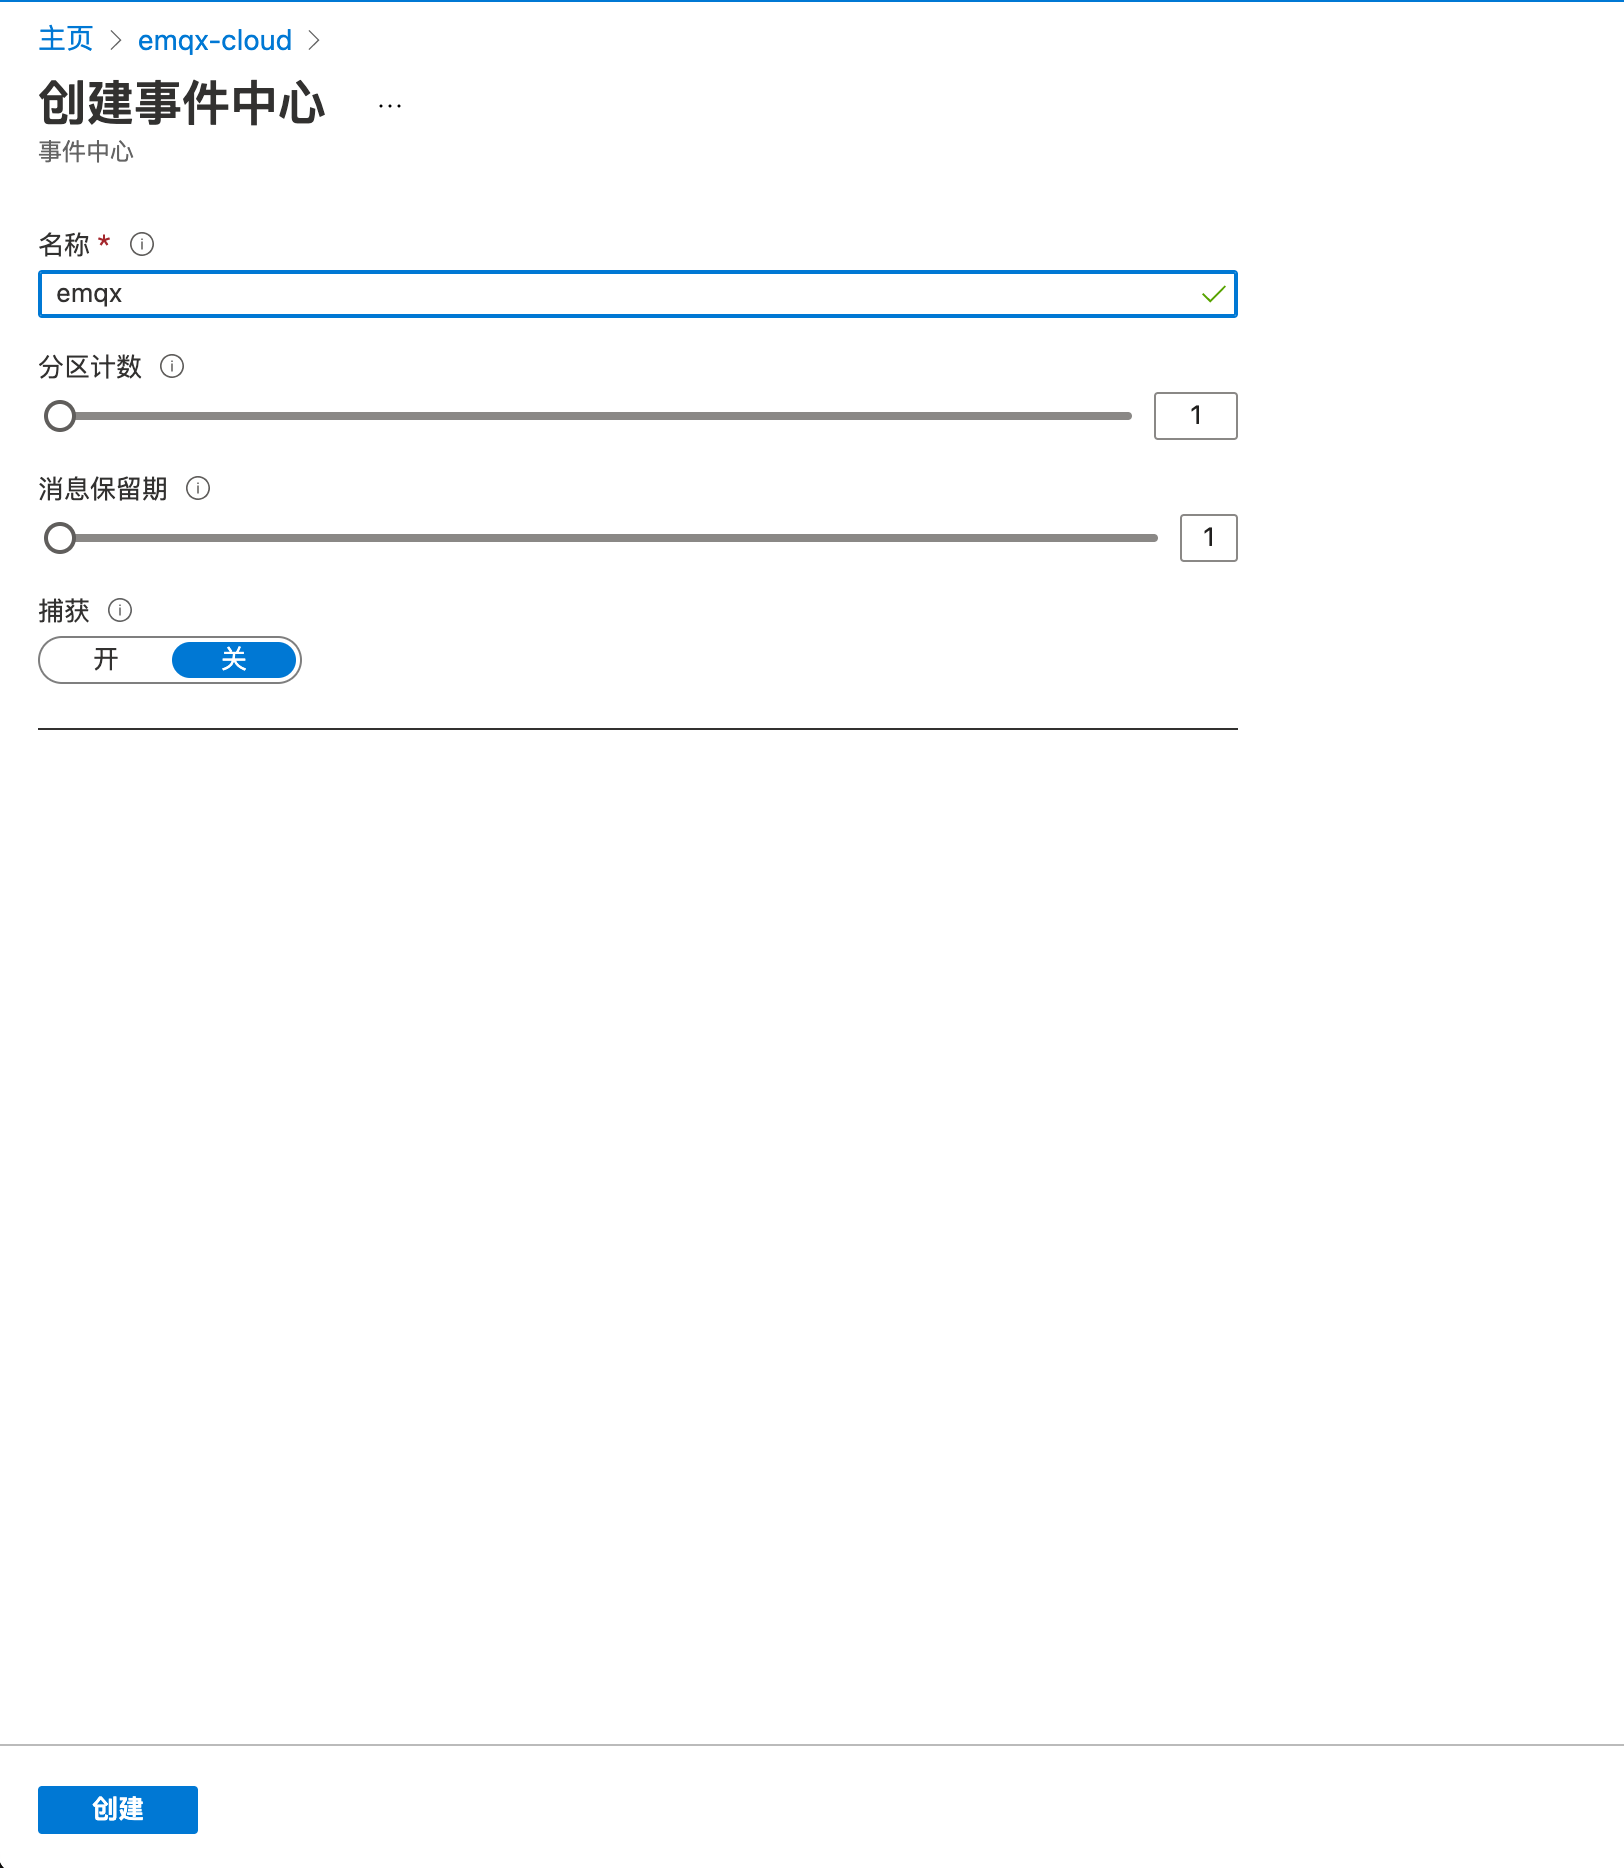 主页 > emqx-cloud >
创建事件中心 ...
事件中心
名称 *
emqx
分区计数
1
消息保留期
1
捕获
开 关
创建